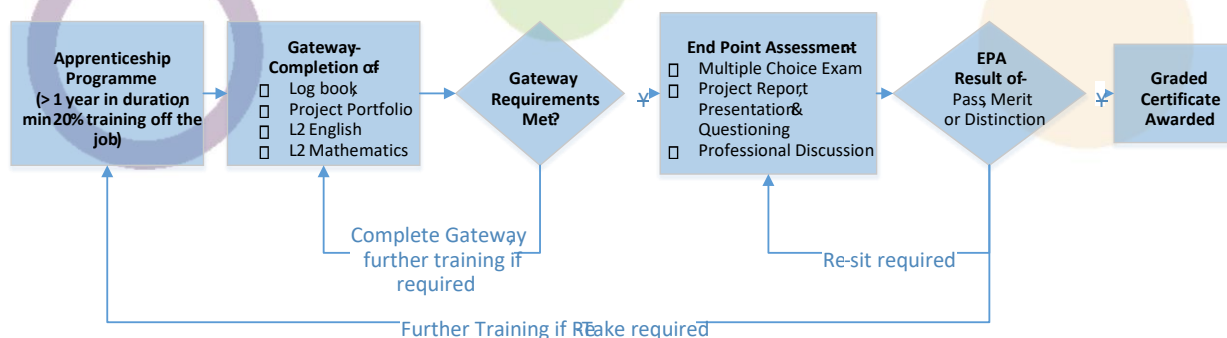 Apprenticeship
Programme
(> 1 year in duration,
min 20% training off the
job)
Gateway-
Completion of
Log book,
Project Portfolio
L2 English
L2 Mathematics
Gateway
Requirements
Met?
Y
End Point Assessment-
Multiple Choice Exam
Project Report,
Presentation &
Questioning
Professional Discussion
EPA
Result of-
Pass, Merit
or Distinction
Y
Graded
Certificate
Awarded
Complete Gateway,
further training if
required
Re-sit required
Further Training if Re-Take required